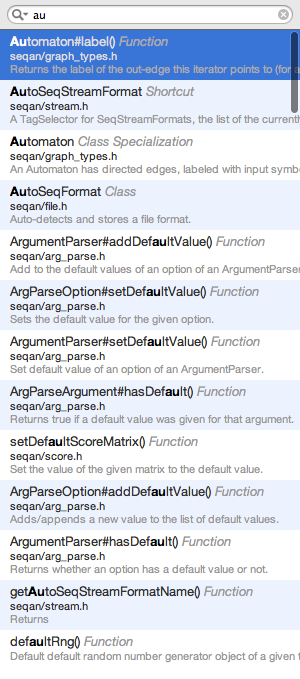 au
Automaton#label() Function
seqan/graph_types.h
Returns the label of the out-edge this iterator points to (for a
AutoSeqStreamFormat Shortcut
seqan/stream.h
A TagSelector for SeqStreamFormats, the list of the current
Automaton Class Specialization
seqan/graph_types.h
An Automaton has directed edges, labeled with input symb
AutoSeqFormat Class
seqan/file.h
Auto-detects and stores a file format.
ArgumentParser#addDefaultValue() Function
seqan/arg_parse.h
Add to the default values of an option of an ArgumentParser
ArgParseOption#setDefaultValue() Function
seqan/arg_parse.h
Sets the default value for the given option.
ArgumentParser#setDefaultValue() Function
seqan/arg_parse.h
Set default value of an option of an ArgumentParser.
ArgParseArgument#hasDefault() Function
seqan/arg_parse.h
Returns true if a default value was given for that argument.
setDefaultScoreMatrix() Function
seqan/score.h
Set the value of the given matrix to the default value.
ArgParseOption#addDefaultValue() Function
seqan/arg_parse.h
Adds/appends a new value to the list of default values.
ArgumentParser#hasDefault() Function
seqan/arg_parse.h
Returns whether an option has a default value or not.
getAutoSeqStreamFormatName() Function
seqan/stream.h
Returns
defaultRng() Function
Default default random number generator object of a given t